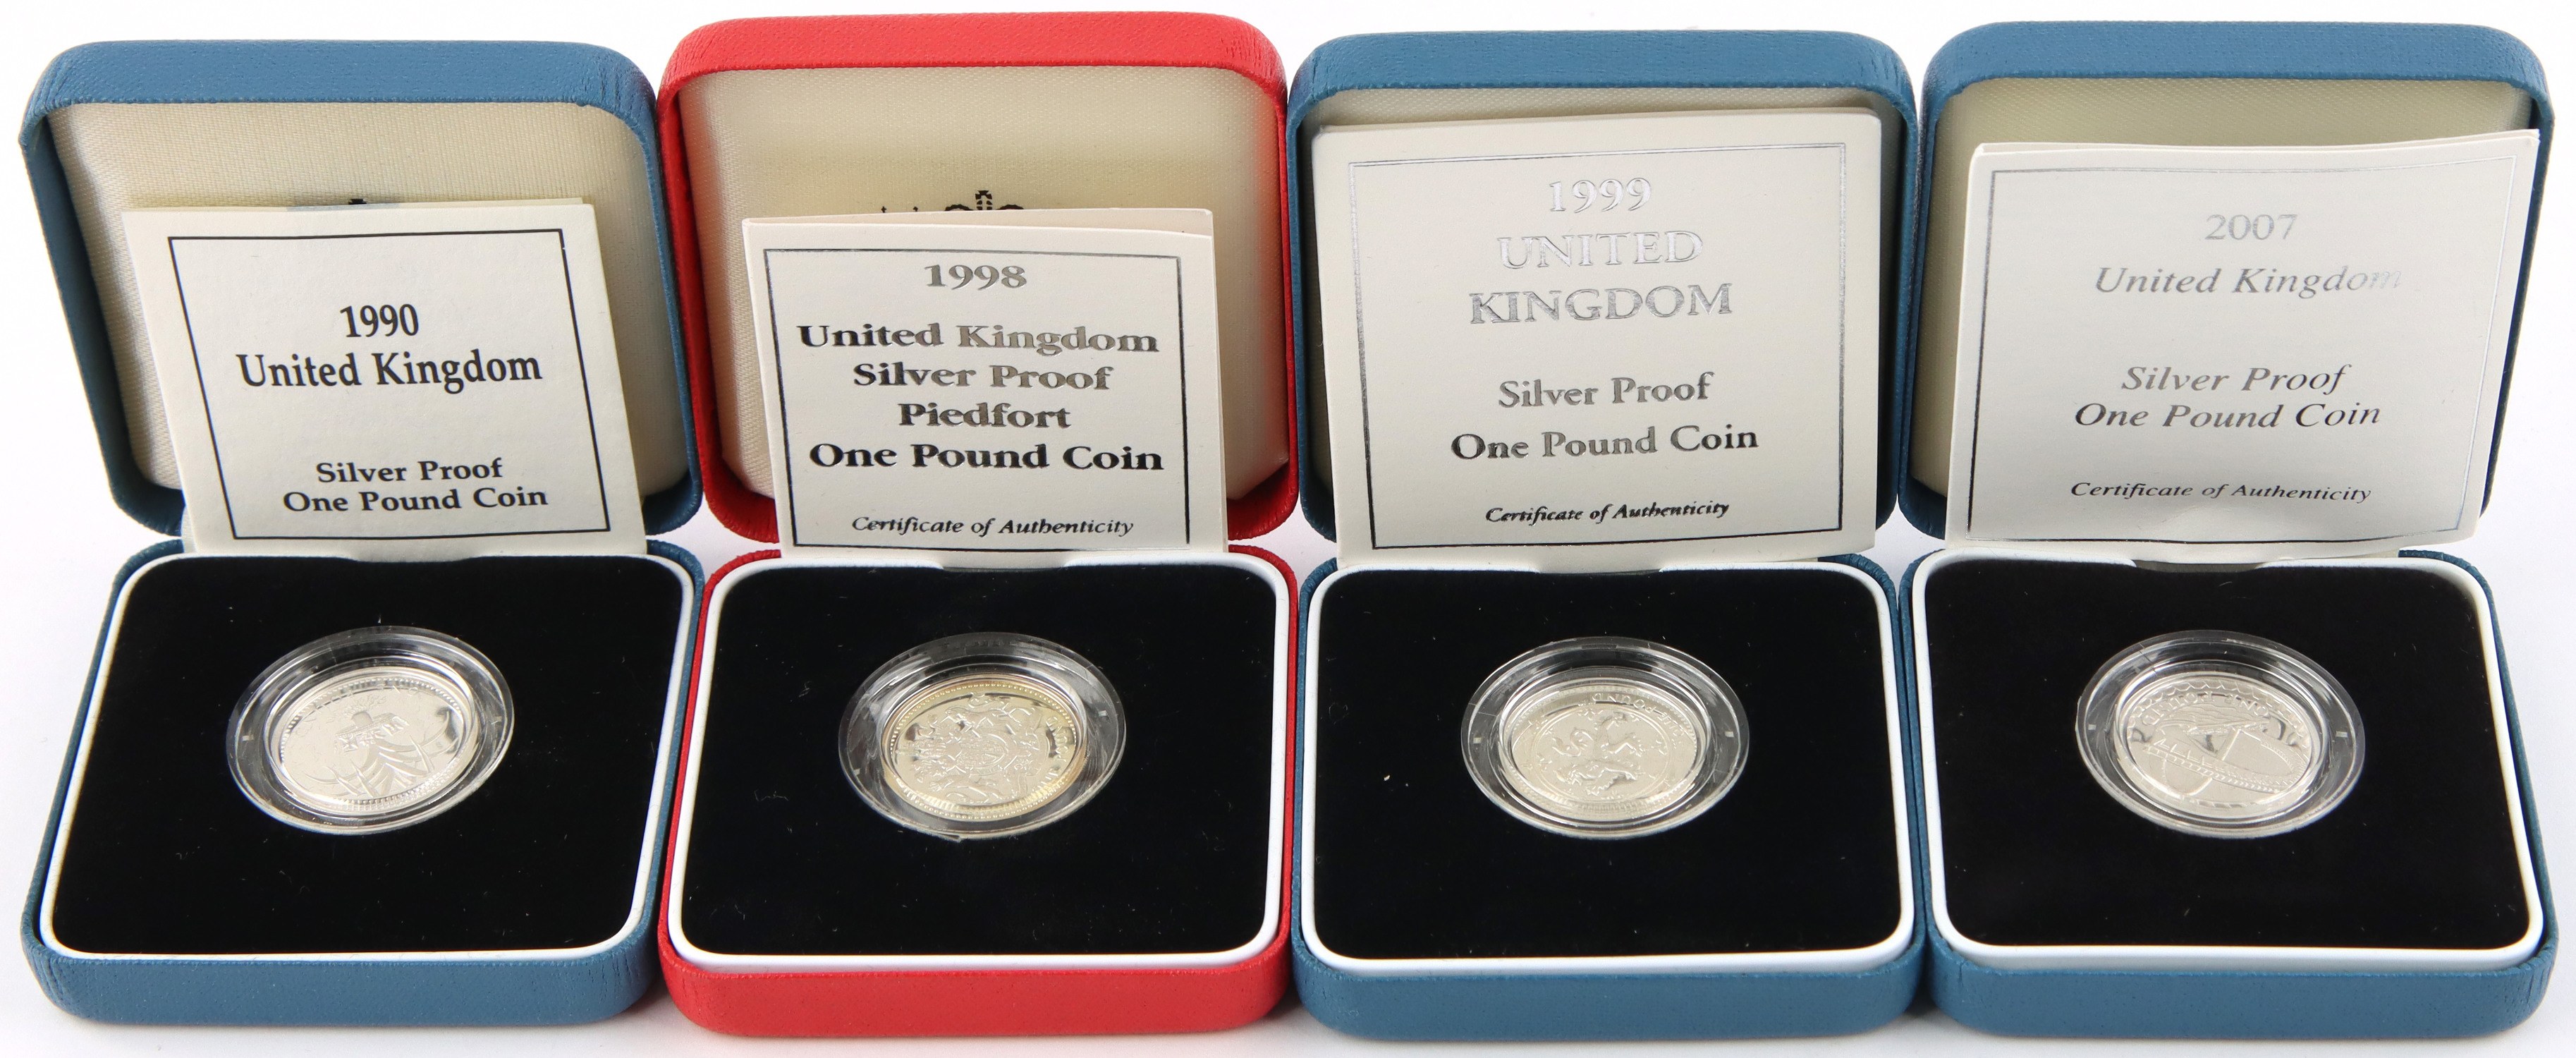 1990
United Kingdom
Silver Proof
One Pound Coin
1998
United Kingdom
Silver Proof
Piedfort
One Pound Coin
Certificate of Authenticity
1999
UNITED
KINGDOM
Silver Proof
One Pound Coin
Certificate of Authenticity
2007
United Kingdom
Silver Proof
One Pound Coin
Certificate of Authenticity